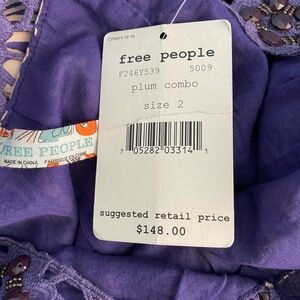 free people
F246Y539 5009
plum combo
size 2
7 05282 03314 1
suggested retail price
$148.00
FREE PEOPLE
MADE IN CHINA